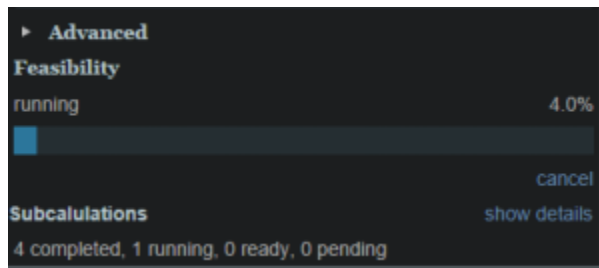 Advanced
Feasibility
running 4.0%
cancel
Subcalulations show details
4 completed, 1 running, 0 ready, 0 pending